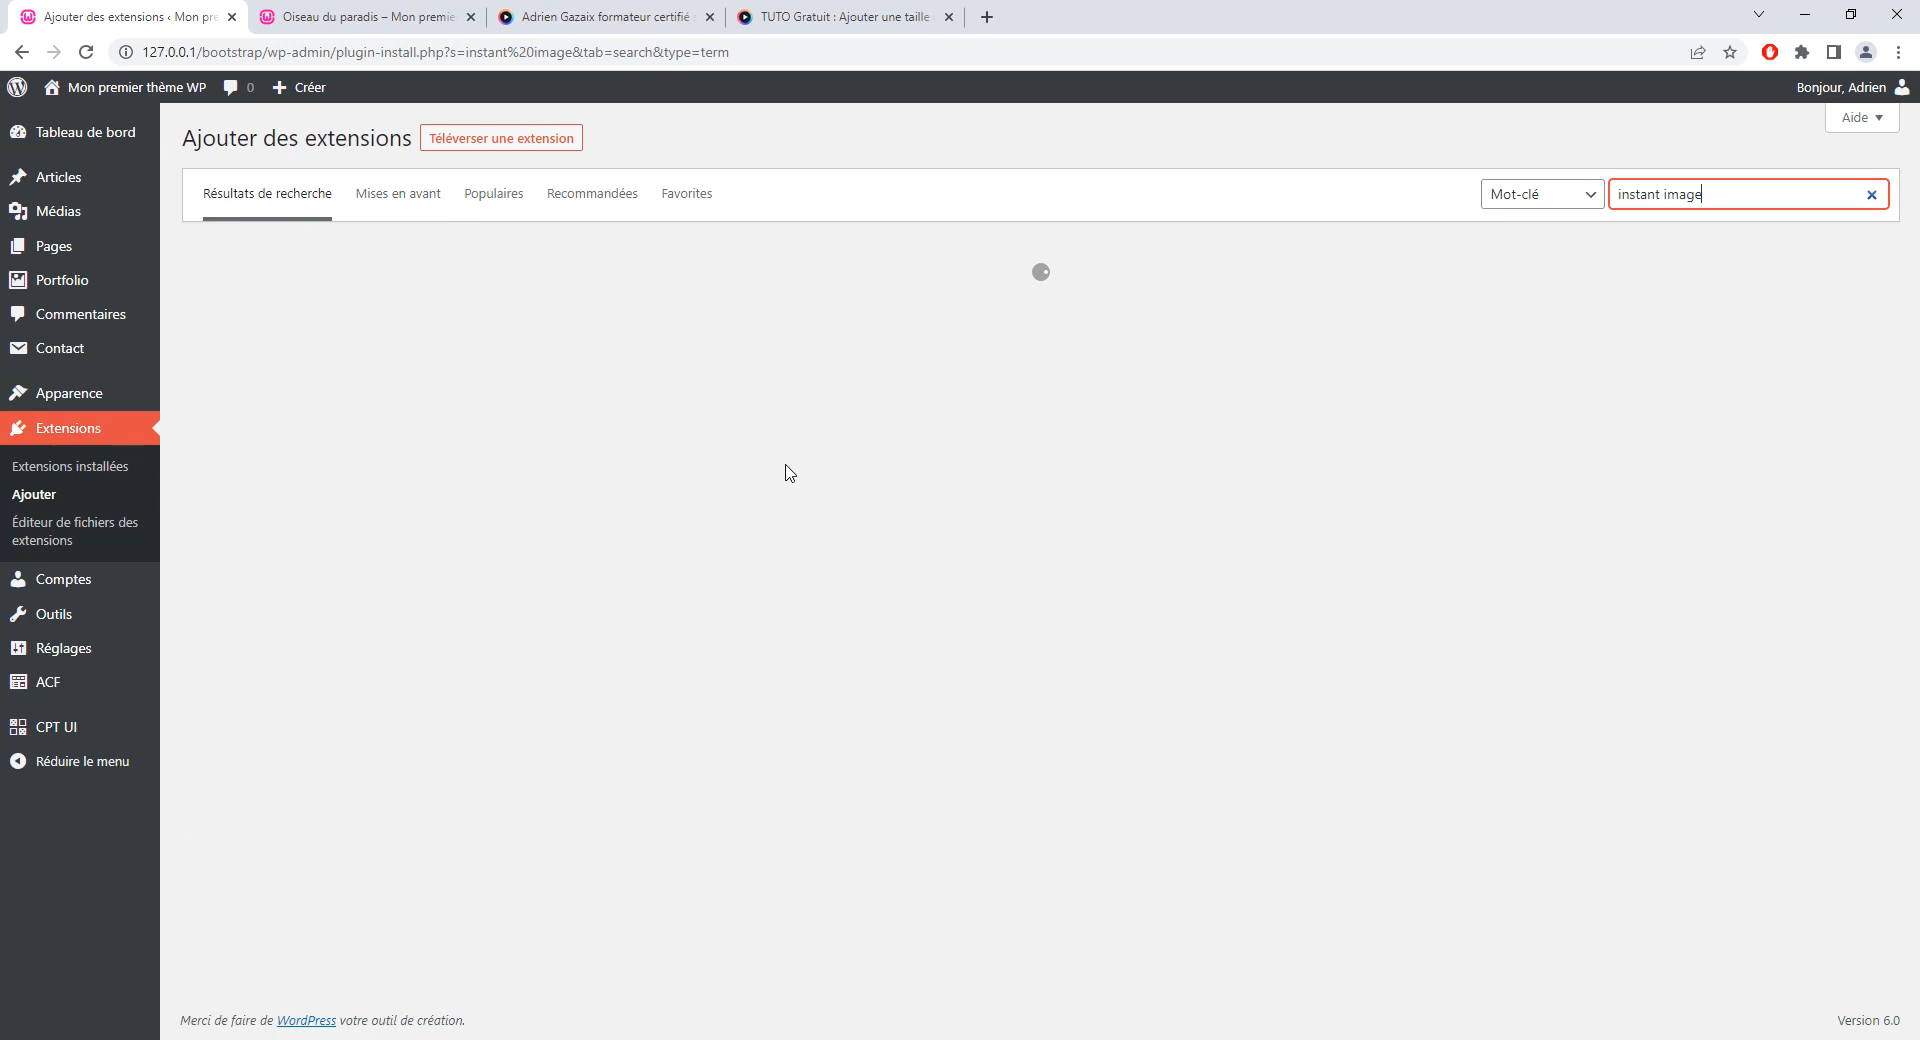 Ajouter des extensions ‹ Mon pre
Oiseau du paradis – Mon premie
Adrien Gazaix formateur certifié
TUTO Gratuit : Ajouter une taille
127.0.0.1/bootstrap/wp-admin/plugin-install.php?s=instant%20image&tab=search&type=term
Mon premier thème WP
0
Créer
Bonjour, Adrien
Aide
Tableau de bord
Articles
Médias
Pages
Portfolio
Commentaires
Contact
Apparence
Extensions
Extensions installées
Ajouter
Éditeur de fichiers des
extensions
Comptes
Outils
Réglages
ACF
CPT UI
Réduire le menu
Ajouter des extensions
Téléverser une extension
Résultats de recherche
Mises en avant
Populaires
Recommandées
Favorites
Mot-clé
instant image
Merci de faire de WordPress votre outil de création.
Version 6.0